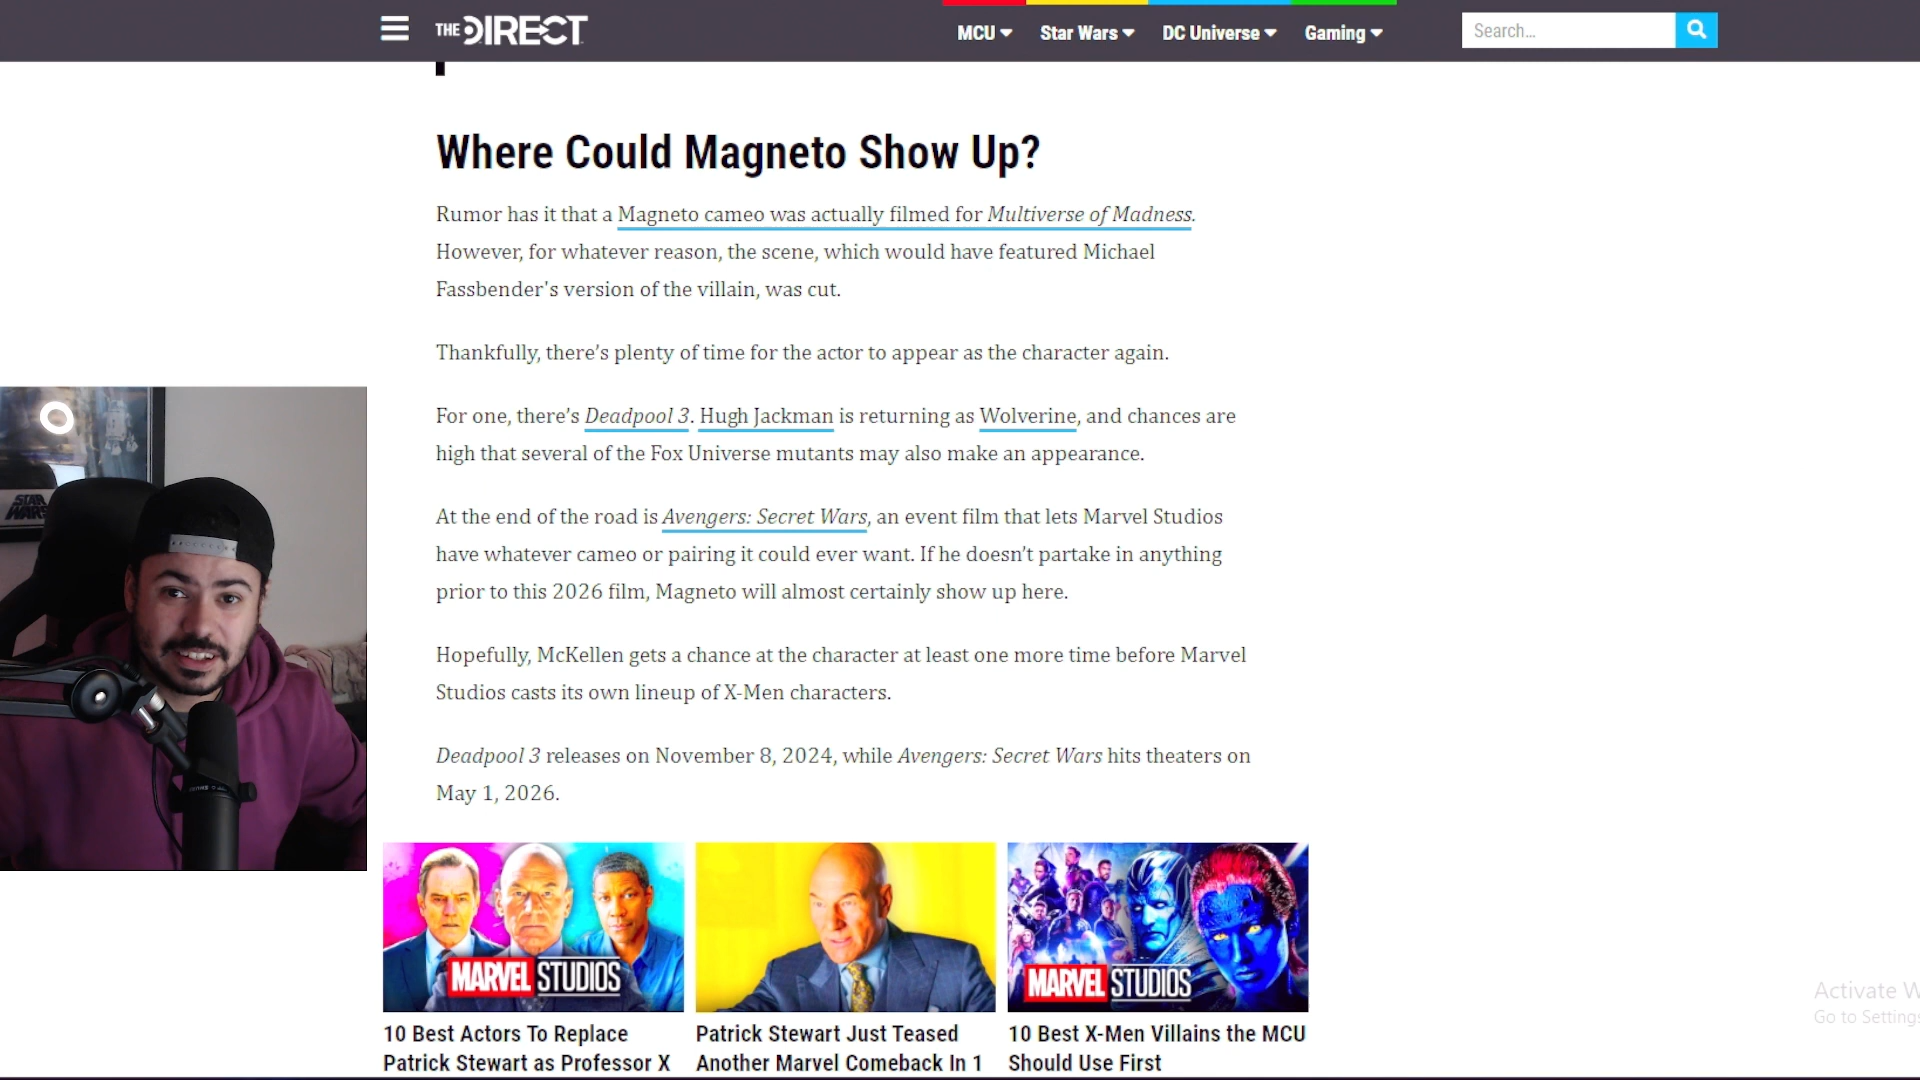 THE DIRECT
MCU
Star Wars
DC Universe
Gaming
Search...
Where Could Magneto Show Up?
Rumor has it that a Magneto cameo was actually filmed for Multiverse of Madness.
However, for whatever reason, the scene, which would have featured Michael
Fassbender's version of the villain, was cut.
Thankfully, there's plenty of time for the actor to appear as the character again.
For one, there's Deadpool 3. Hugh Jackman is returning as Wolverine, and chances are
high that several of the Fox Universe mutants may also make an appearance.
At the end of the road is Avengers: Secret Wars, an event film that lets Marvel Studios
have whatever cameo or pairing it could ever want. If he doesn't partake in anything
prior to this 2026 film, Magneto will almost certainly show up here.
Hopefully, McKellen gets a chance at the character at least one more time before Marvel
Studios casts its own lineup of X-Men characters.
Deadpool 3 releases on November 8, 2024, while Avengers: Secret Wars hits theaters on
May 1, 2026.
STAR
WARS
SHURE
MARVEL STUDIOS
MARVEL STUDIOS
10 Best Actors To Replace
Patrick Stewart as Professor X
Patrick Stewart Just Teased
Another Marvel Comeback In 1
10 Best X-Men Villains the MCU
Should Use First
Activate W
Go to Settings